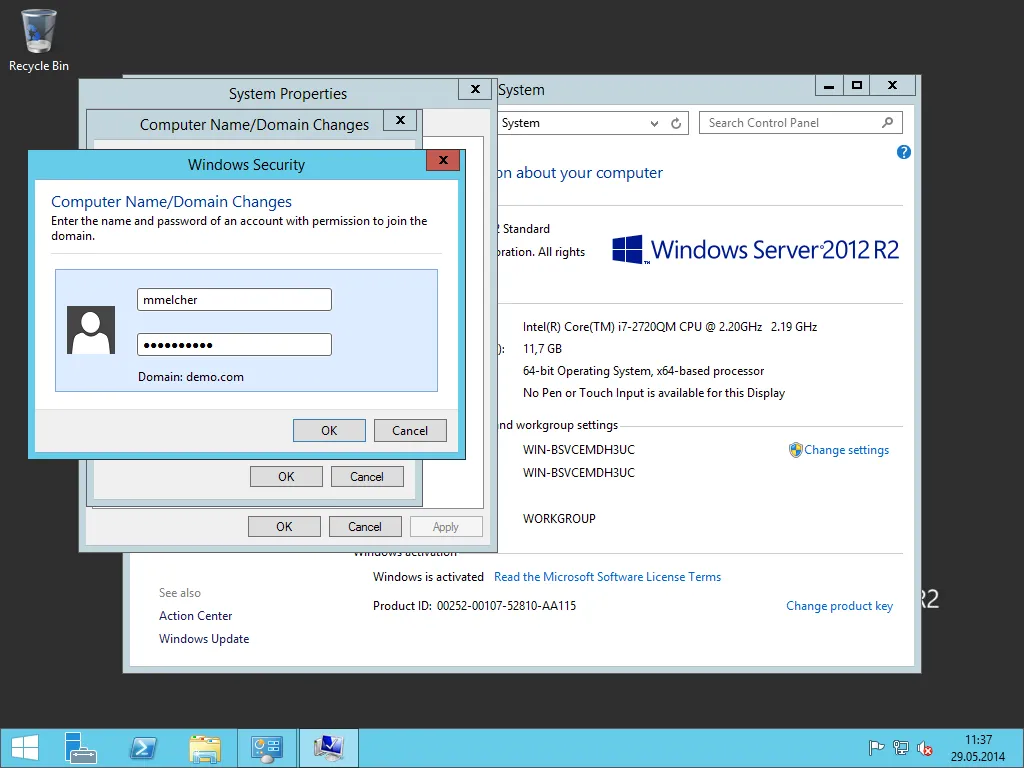 Recycle Bin
System
System Properties
Computer Name/Domain Changes
Windows Security
Computer Name/Domain Changes
Enter the name and password of an account with permission to join the
domain.
mmelcher
••••••••••
Domain: demo.com
OK
Cancel
OK
Cancel
OK
Cancel
Apply
System
Search Control Panel
on about your computer
2 Standard
oration. All rights
Windows Server 2012 R2
Intel(R) Core(TM) i7-2720QM CPU @ 2.20GHz 2.19 GHz
): 11,7 GB
64-bit Operating System, x64-based processor
No Pen or Touch Input is available for this Display
nd workgroup settings
WIN-BSVCEMDH3UC
Change settings
WIN-BSVCEMDH3UC
WORKGROUP
Windows activation
Windows is activated Read the Microsoft Software License Terms
Product ID: 00252-00107-52810-AA115
Change product key
See also
Action Center
Windows Update
R2
11:37
29.05.2014